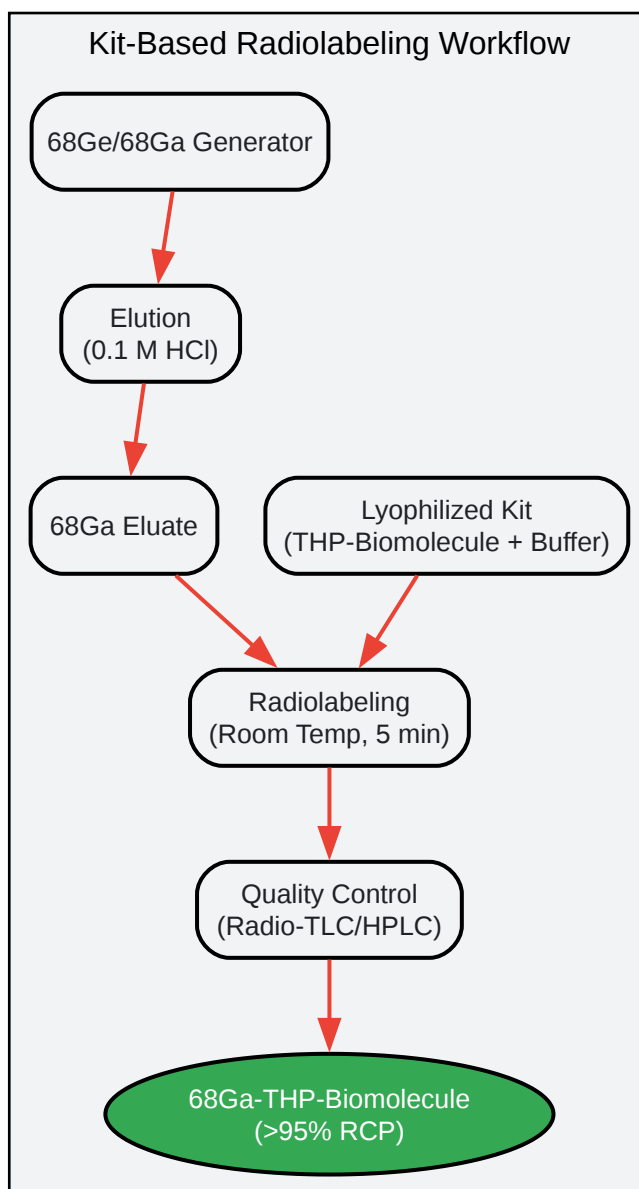 Kit-Based Radiolabeling Workflow
68Ge/68Ga Generator
Elution
(0.1 M HCl)
68Ga Eluate
Lyophilized Kit
(THP-Biomolecule + Buffer)
Radiolabeling
(Room Temp, 5 min)
Quality Control
(Radio-TLC/HPLC)
68Ga-THP-Biomolecule
(>95% RCP)